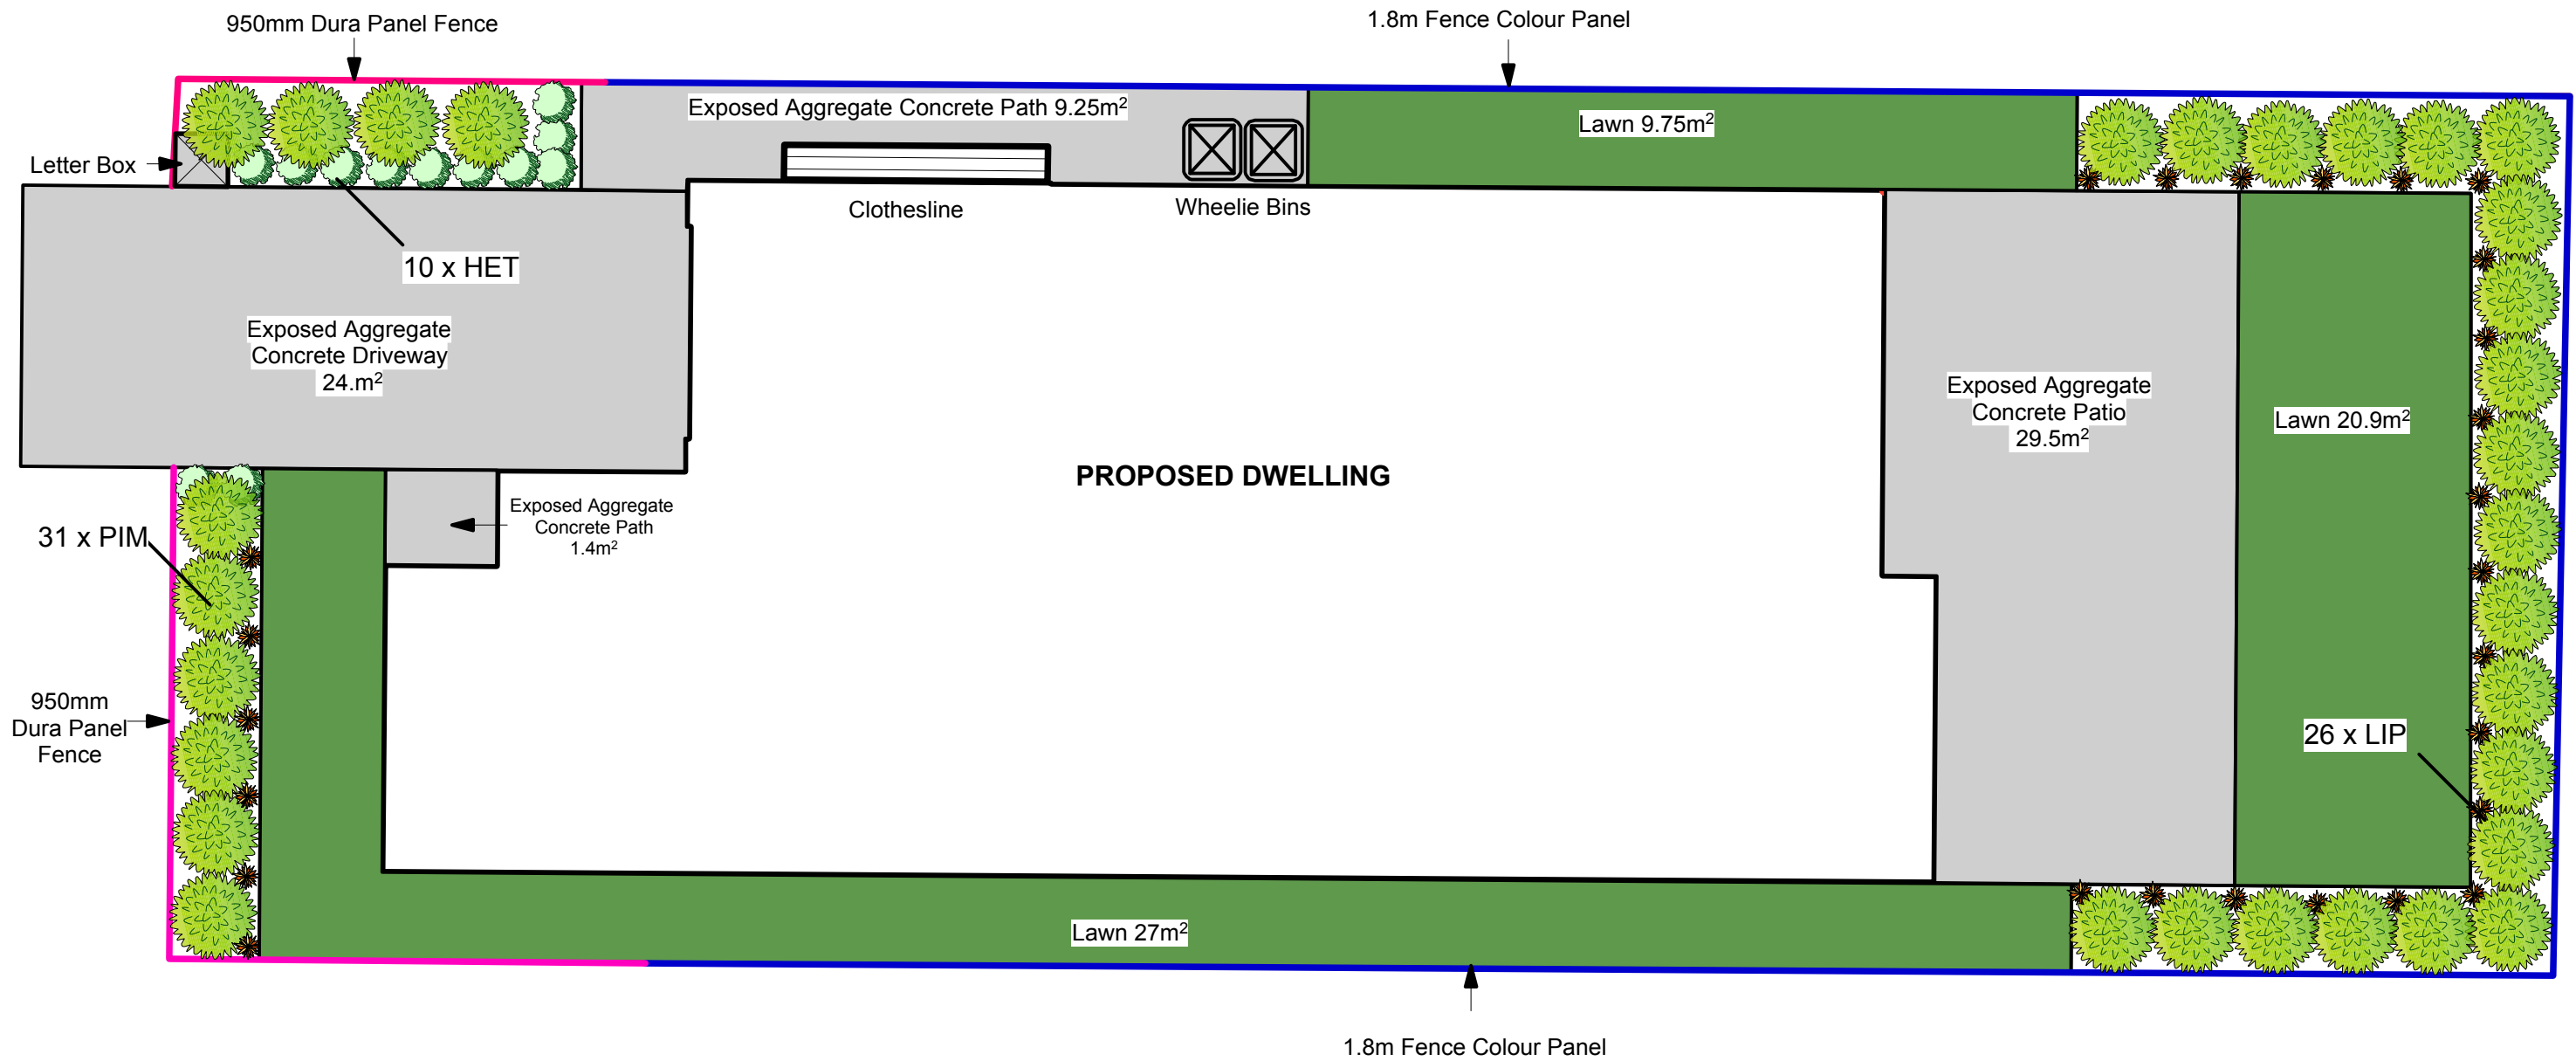 950mm Dura Panel Fence
1.8m Fence Colour Panel
Exposed Aggregate Concrete Path 9.25m²
Lawn 9.75m²
Letter Box
Clothesline
Wheelie Bins
10 x HET
Exposed Aggregate
Concrete Driveway
24.m²
Exposed Aggregate
Concrete Patio
29.5m²
Lawn 20.9m²
PROPOSED DWELLING
Exposed Aggregate
Concrete Path
1.4m²
31 x PIM
950mm
Dura Panel
Fence
26 x LIP
Lawn 27m²
1.8m Fence Colour Panel